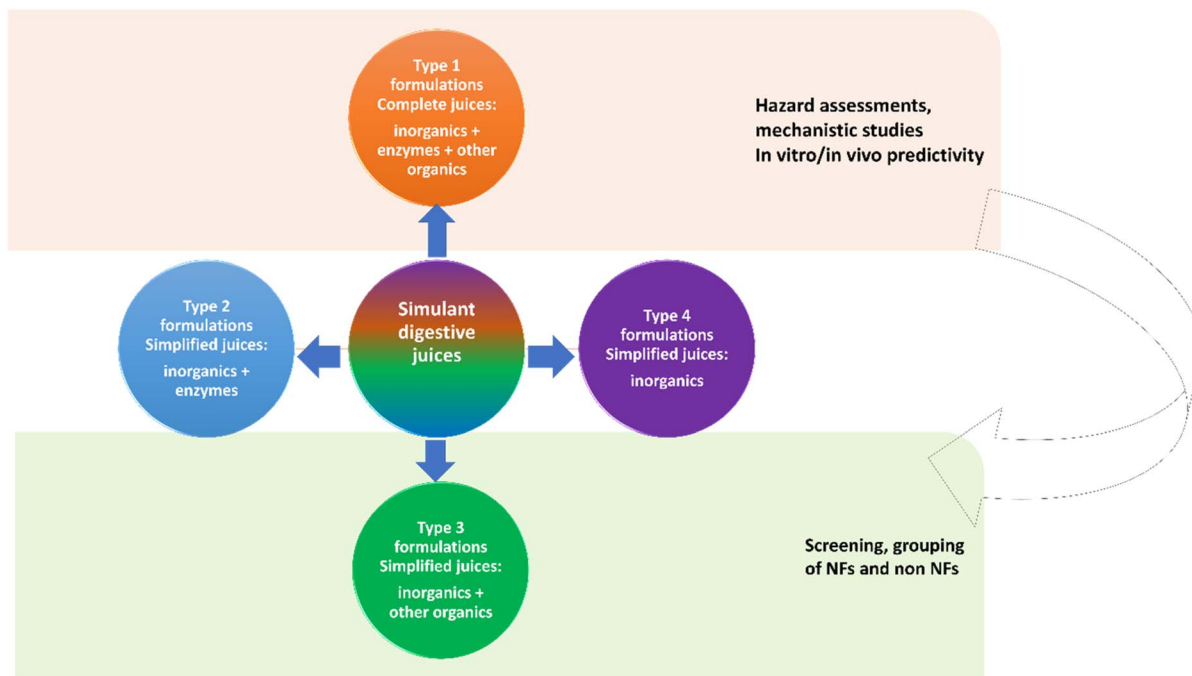 Type 1
formulations
Complete juices:
inorganics +
enzymes + other
organics
Hazard assessments,
mechanistic studies
In vitro/in vivo predictivity
Type 2
formulations
Simplified juices:
inorganics +
enzymes
Simulant
digestive
juices
Type 4
formulations
Simplified juices:
inorganics
Type 3
formulations
Simplified juices:
inorganics +
other organics
Screening, grouping
of NFs and non NFs